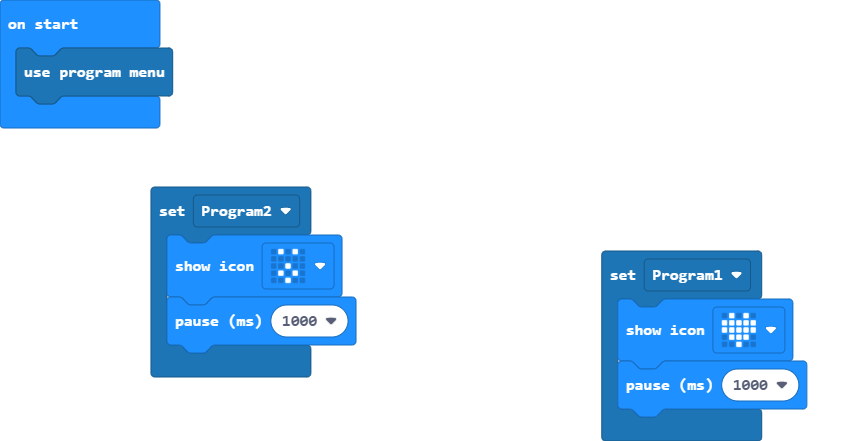 on start
use program menu
set Program2
show icon
pause (ms) 1000
set Program1
show icon
pause (ms) 1000